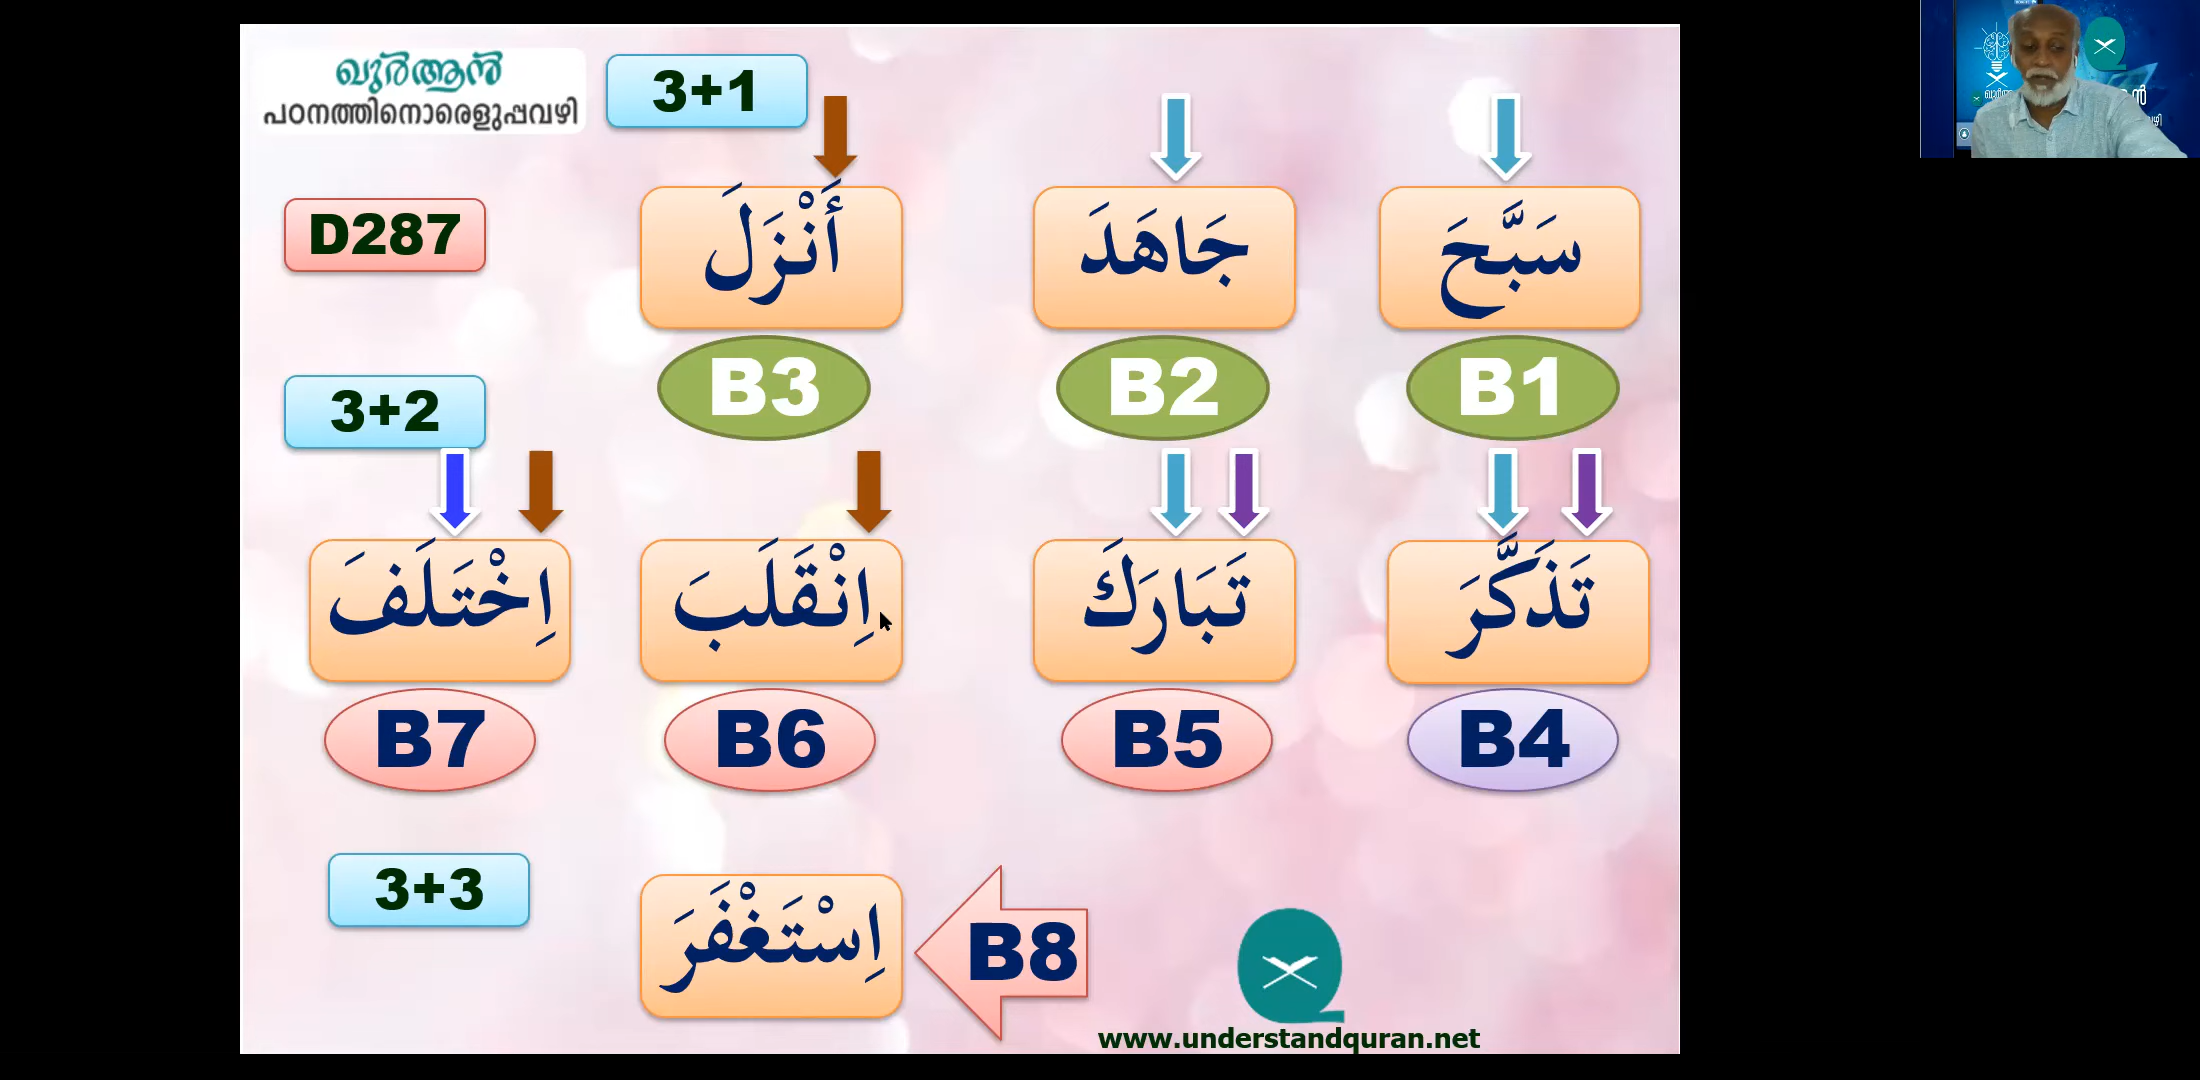 ഖുർആൻ
പഠനത്തിനൊരെളുപ്പവഴി
3+1
D287
سَبَّحَ
جَاهَدَ
أَنْزَلَ
B1
B2
B3
3+2
تَذَكَّرَ
تَبَارَكَ
اِنْقَلَبَ
اِخْتَلَفَ
B4
B5
B6
B7
3+3
B8
اِسْتَغْفَرَ
www.understandquran.net